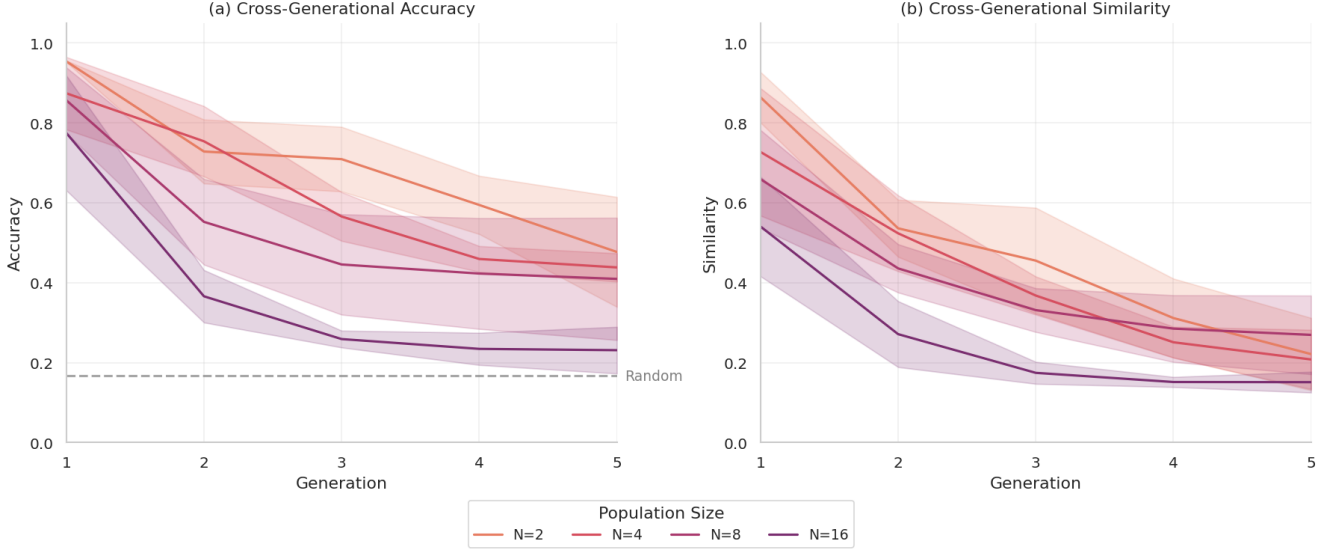 (a) Cross-Generational Accuracy
1.0
0.8
0.6
0.4
0.2
0.0
Accuracy
Random
1 2 3 4 5
Generation
(b) Cross-Generational Similarity
1.0
0.8
0.6
0.4
0.2
0.0
Similarity
1 2 3 4 5
Generation
Population Size
N=2 N=4 N=8 N=16